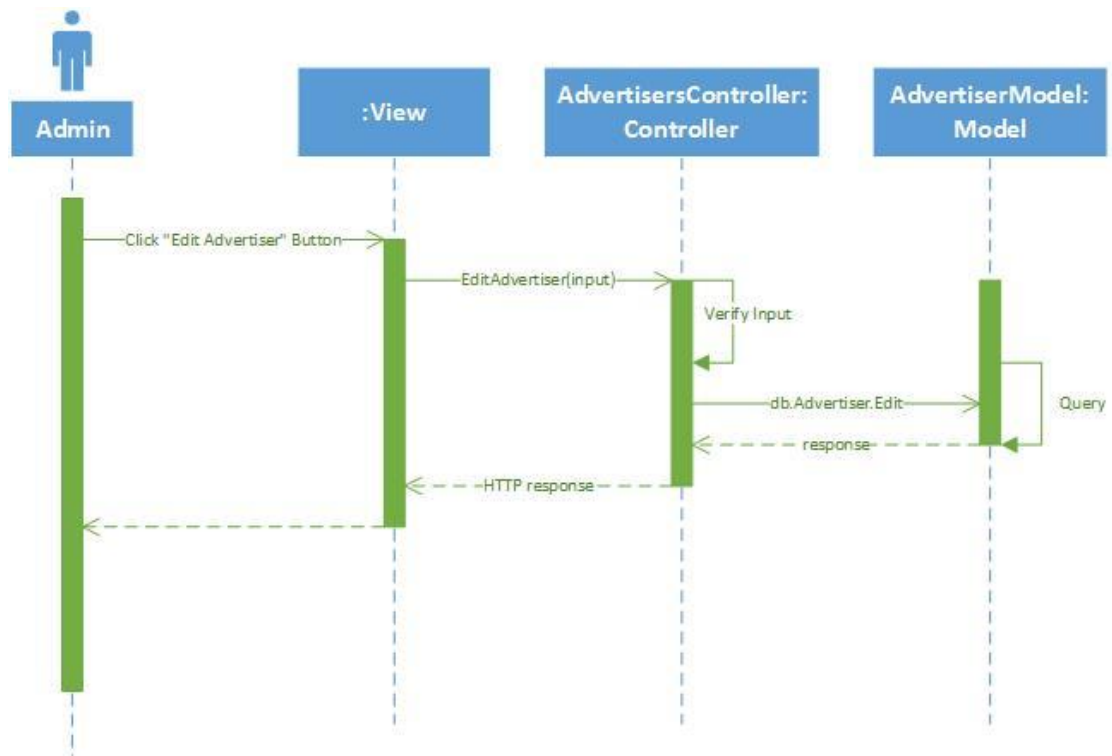 Admin
:View
AdvertisersController:
Controller
AdvertiserModel:
Model
Click "Edit Advertiser" Button
EditAdvertiser(input)
Verify Input
db.Advertiser.Edit
Query
response
HTTP response